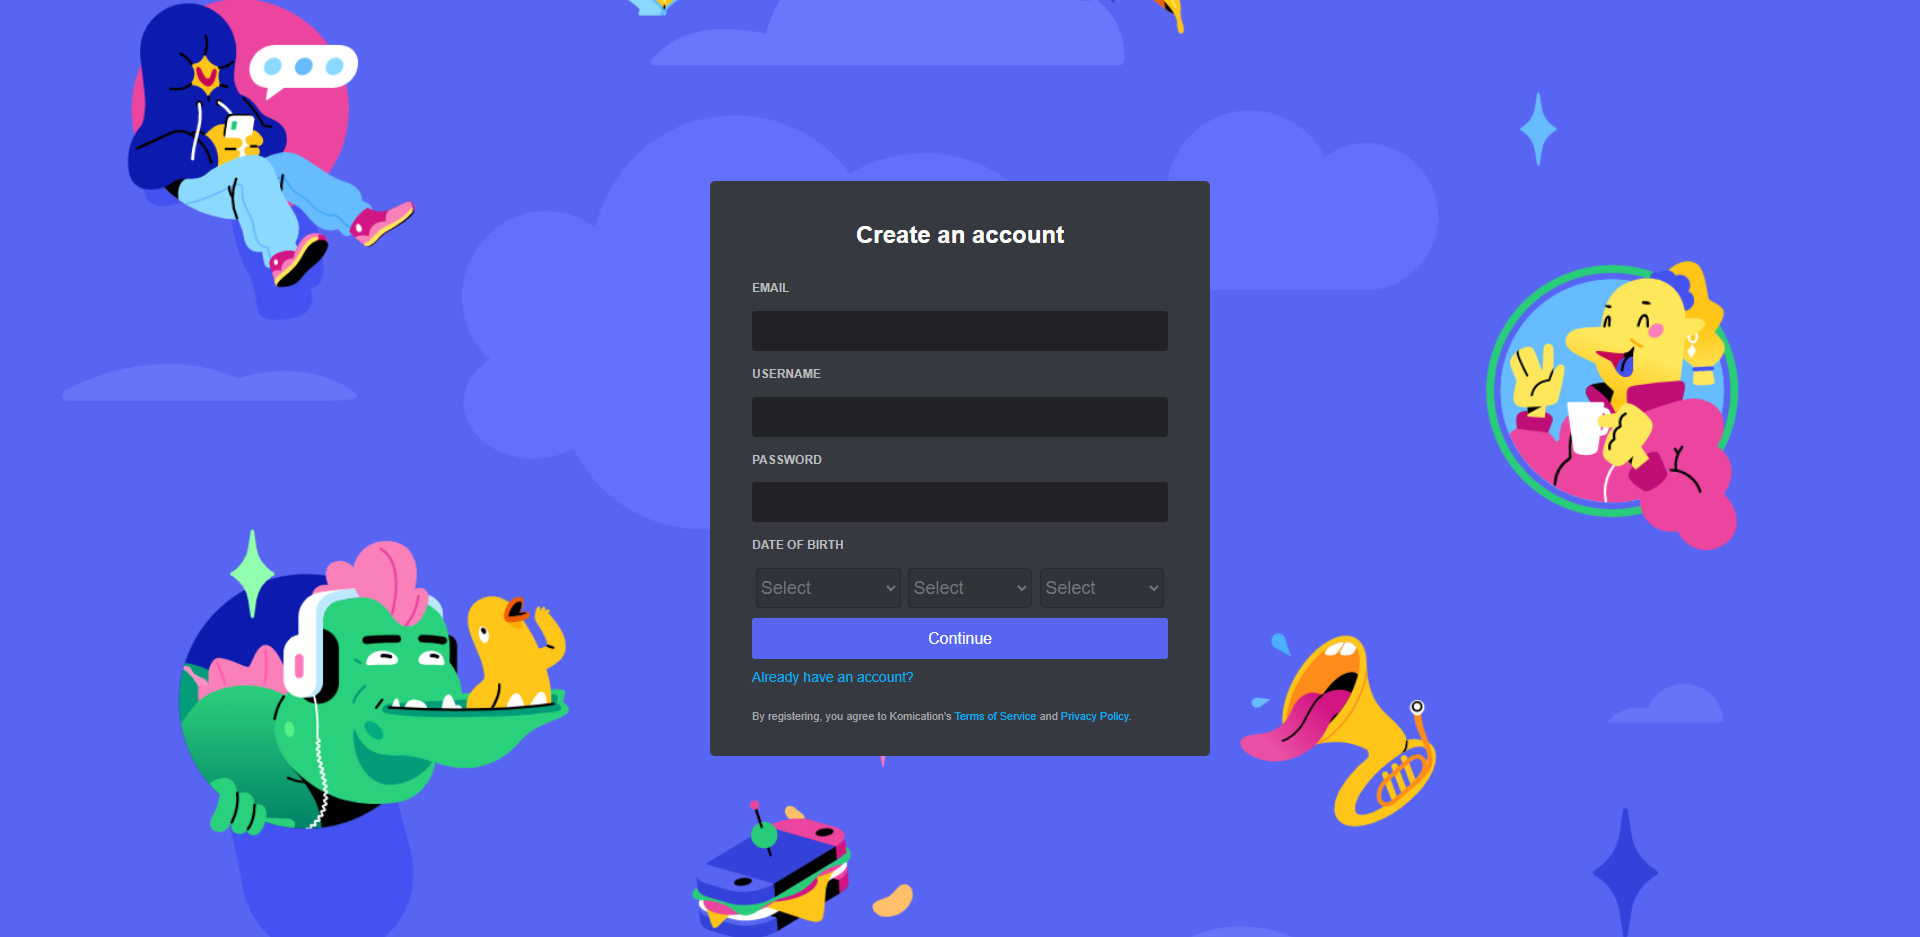 Create an account
EMAIL
USERNAME
PASSWORD
DATE OF BIRTH
Select Select Select
Continue
Already have an account?
By registering, you agree to Komication's Terms of Service and Privacy Policy.